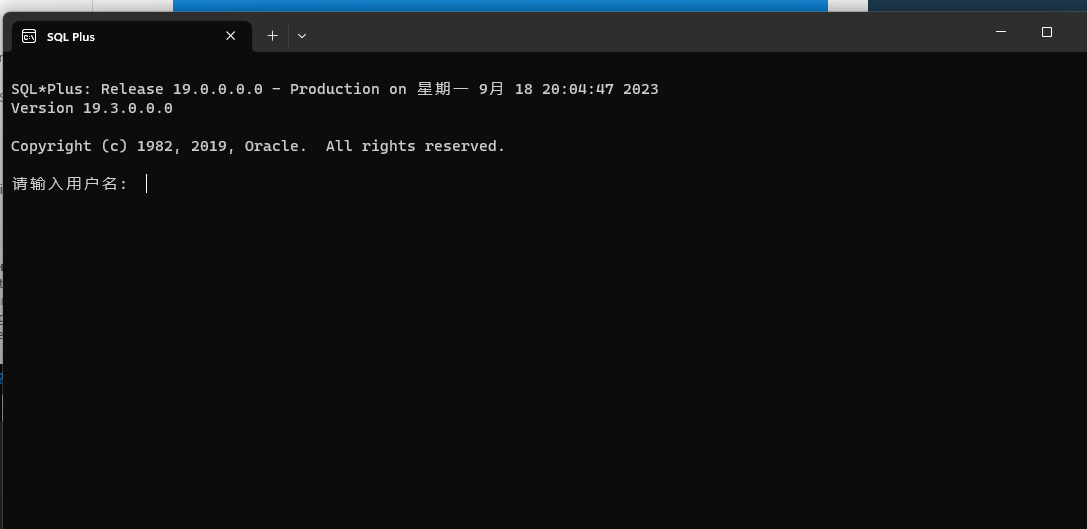 SQL Plus
SQL*Plus: Release 19.0.0.0.0 - Production on 星期一 9月 18 20:04:47 2023
Version 19.3.0.0.0
Copyright (c) 1982, 2019, Oracle.  All rights reserved.
请输入用户名: